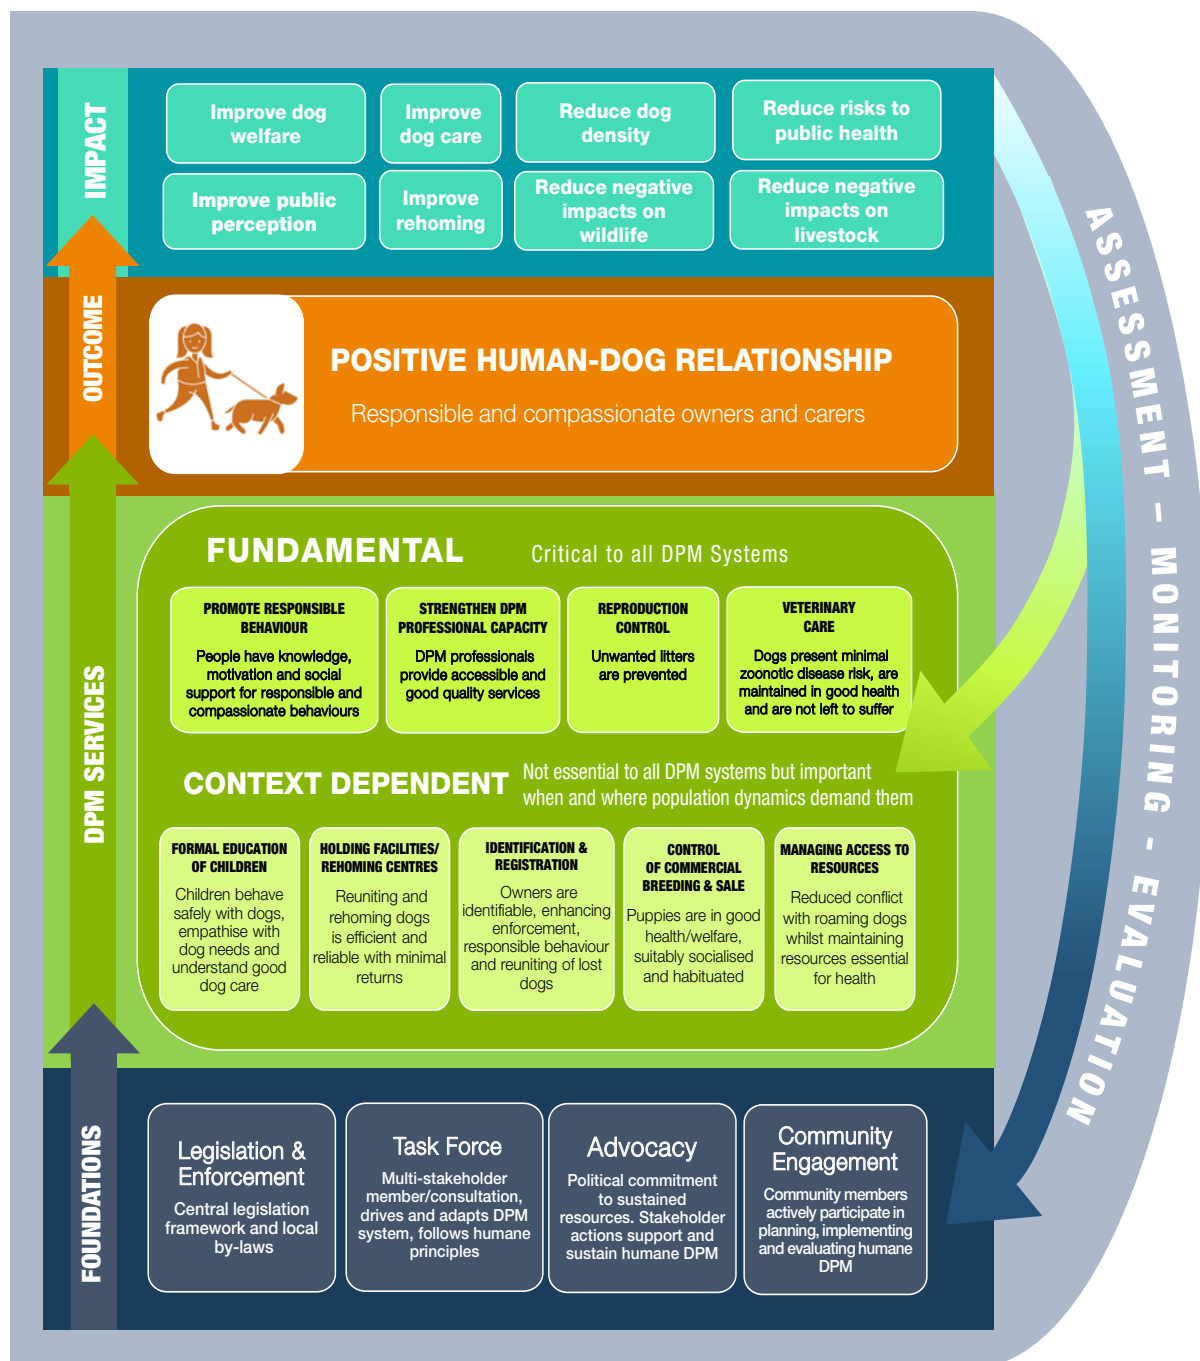 IMPACT
Improve dog
welfare
Improve
dog care
Reduce dog
density
Reduce risks to
public health
Improve public
perception
Improve
rehoming
Reduce negative
impacts on
wildlife
Reduce negative
impacts on
livestock
OUTCOME
POSITIVE HUMAN-DOG RELATIONSHIP
Responsible and compassionate owners and carers
DPM SERVICES
FUNDAMENTAL
Critical to all DPM Systems
PROMOTE RESPONSIBLE
BEHAVIOUR
People have knowledge,
motivation and social
support for responsible and
compassionate behaviours
STRENGTHEN DPM
PROFESSIONAL CAPACITY
DPM professionals
provide accessible and
good quality services
REPRODUCTION
CONTROL
Unwanted litters
are prevented
VETERINARY
CARE
Dogs present minimal
zoonotic disease risk, are
maintained in good health
and are not left to suffer
CONTEXT DEPENDENT
Not essential to all DPM systems but important
when and where population dynamics demand them
FORMAL EDUCATION
OF CHILDREN
Children behave
safely with dogs,
empathise with
dog needs and
understand good
dog care
HOLDING FACILITIES/
REHOMING CENTRES
Reuniting and
rehoming dogs
is efficient and
reliable with minimal
returns
IDENTIFICATION &
REGISTRATION
Owners are
identifiable, enhancing
enforcement,
responsible behaviour
and reuniting of lost
dogs
CONTROL
OF COMMERCIAL
BREEDING & SALE
Puppies are in good
health/welfare,
suitably socialised
and habituated
MANAGING ACCESS TO
RESOURCES
Reduced conflict
with roaming dogs
whilst maintaining
resources essential
for health
FOUNDATIONS
Legislation &
Enforcement
Central legislation
framework and local
by-laws
Task Force
Multi-stakeholder
member/consultation,
drives and adapts DPM
system, follows humane
principles
Advocacy
Political commitment
to sustained
resources. Stakeholder
actions support and
sustain humane DPM
Community
Engagement
Community members
actively participate in
planning, implementing
and evaluating humane
DPM
ASSESSMENT – MONITORING - EVALUATION